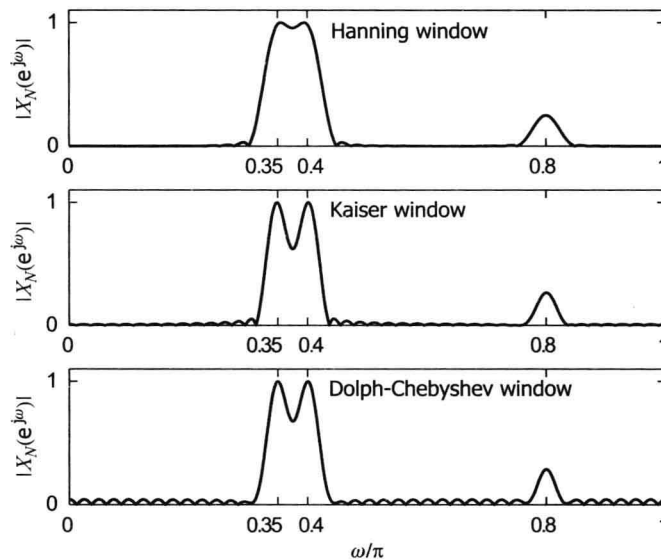 1
Hanning window
|X_N(e^{jω})|
0
0 0.35 0.4 0.8 1
1
Kaiser window
|X_N(e^{jω})|
0
0 0.35 0.4 0.8 1
1
Dolph-Chebyshev window
|X_N(e^{jω})|
0
0 0.35 0.4 0.8 1
ω/π